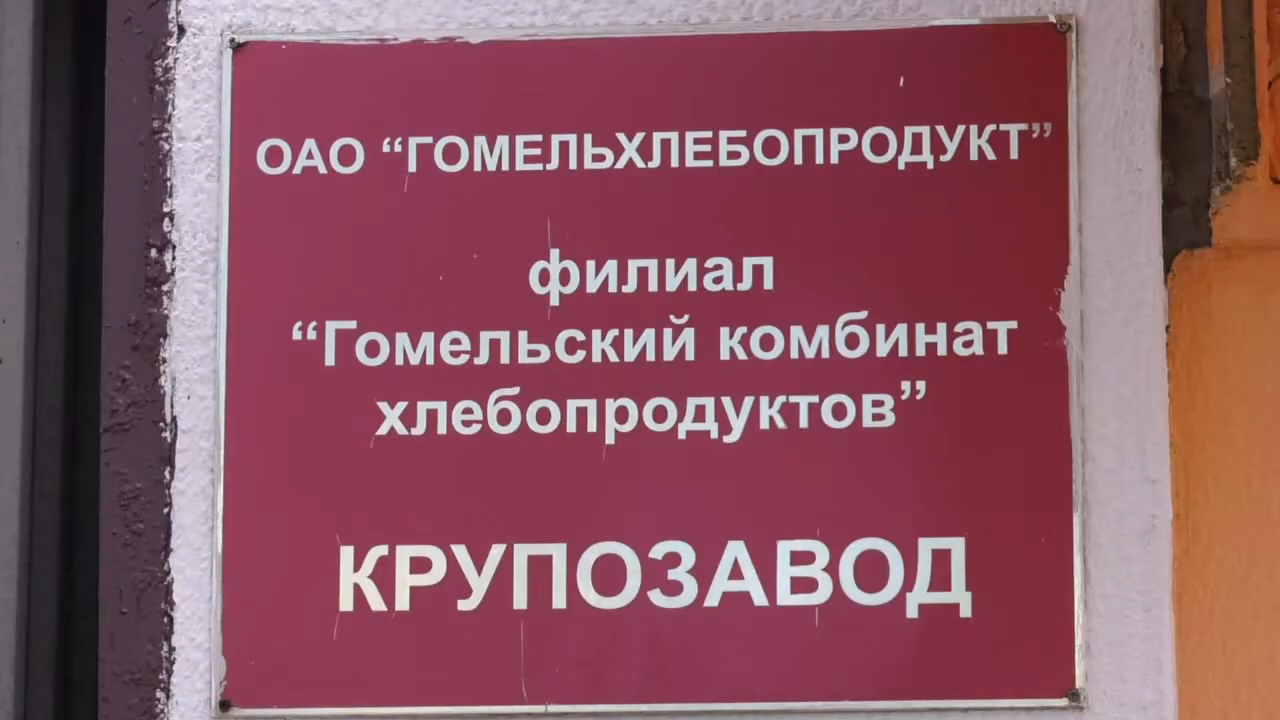 ОАО “ГОМЕЛЬХЛЕБОПРОДУКТ”
филиал
“Гомельский комбинат
хлебопродуктов”
КРУПОЗАВОД